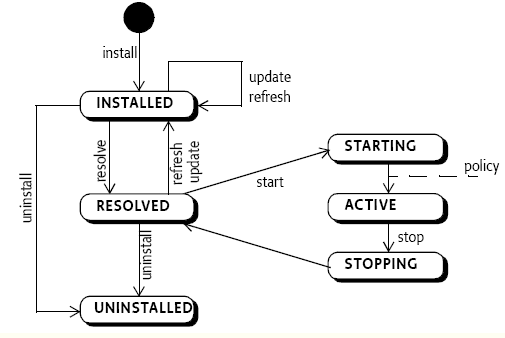 install
update
refresh
INSTALLED
resolve
refresh
update
STARTING
policy
uninstall
start
RESOLVED
ACTIVE
stop
uninstall
STOPPING
UNINSTALLED